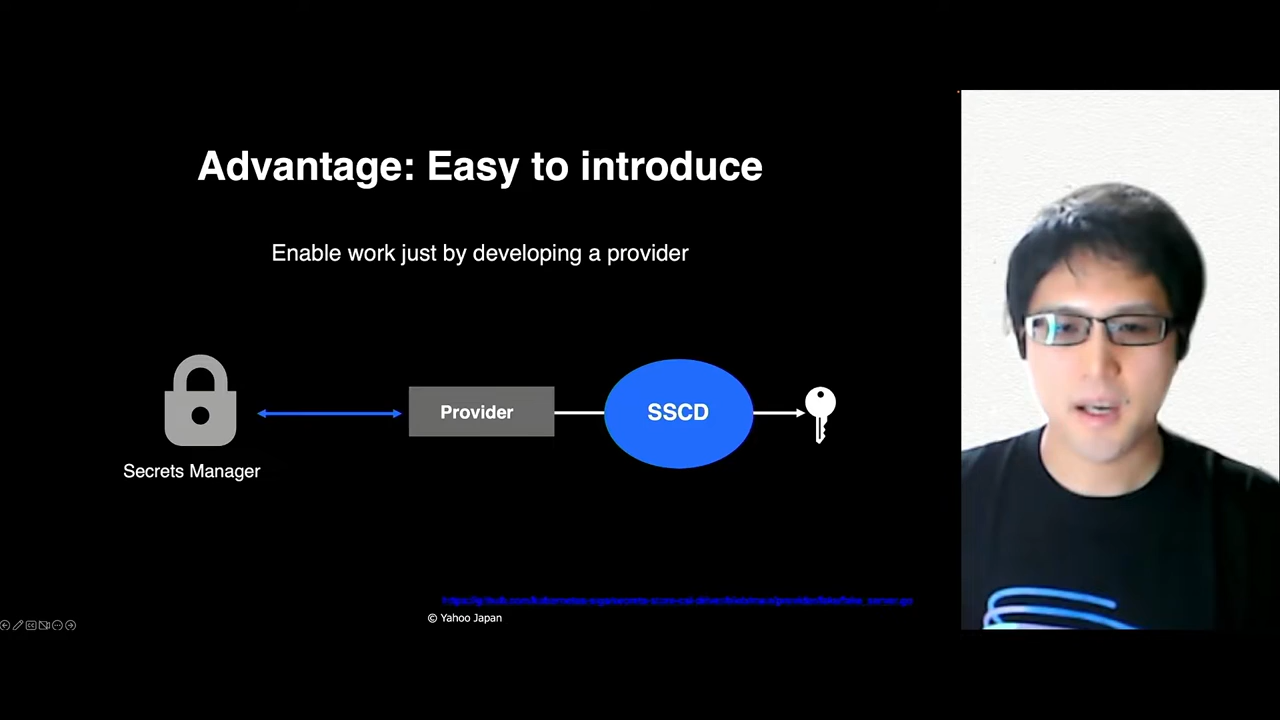 Advantage: Easy to introduce
Enable work just by developing a provider
Provider
SSCD
Secrets Manager
© Yahoo Japan